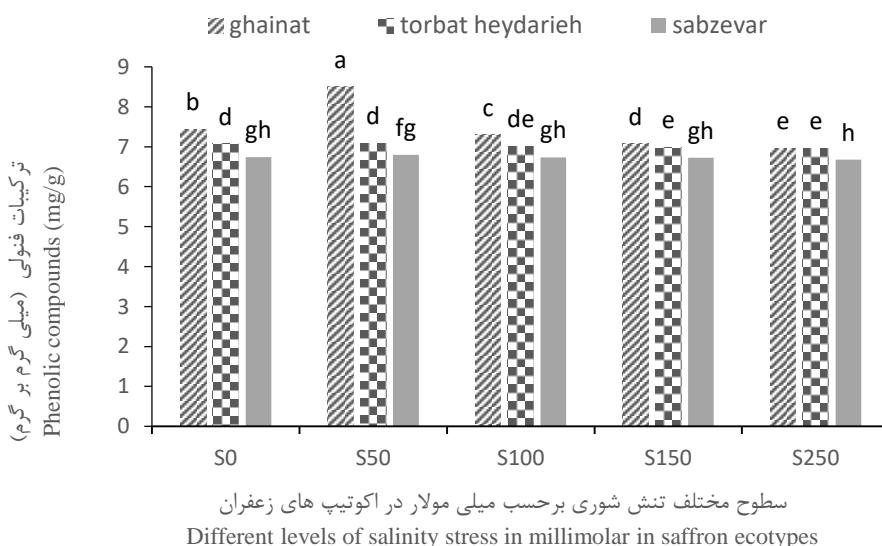 ghainat torbat heydarieh sabzevar
ترکیبات فنولی (میلی گرم بر گرم)
Phenolic compounds (mg/g)
9
8
7
6
5
4
3
2
1
0
b d gh
a d fg
c de gh
d e gh
e e h
S0 S50 S100 S150 S250
سطوح مختلف تنش شوری برحسب میلی مولار در اکوتیپ های زعفران
Different levels of salinity stress in millimolar in saffron ecotypes